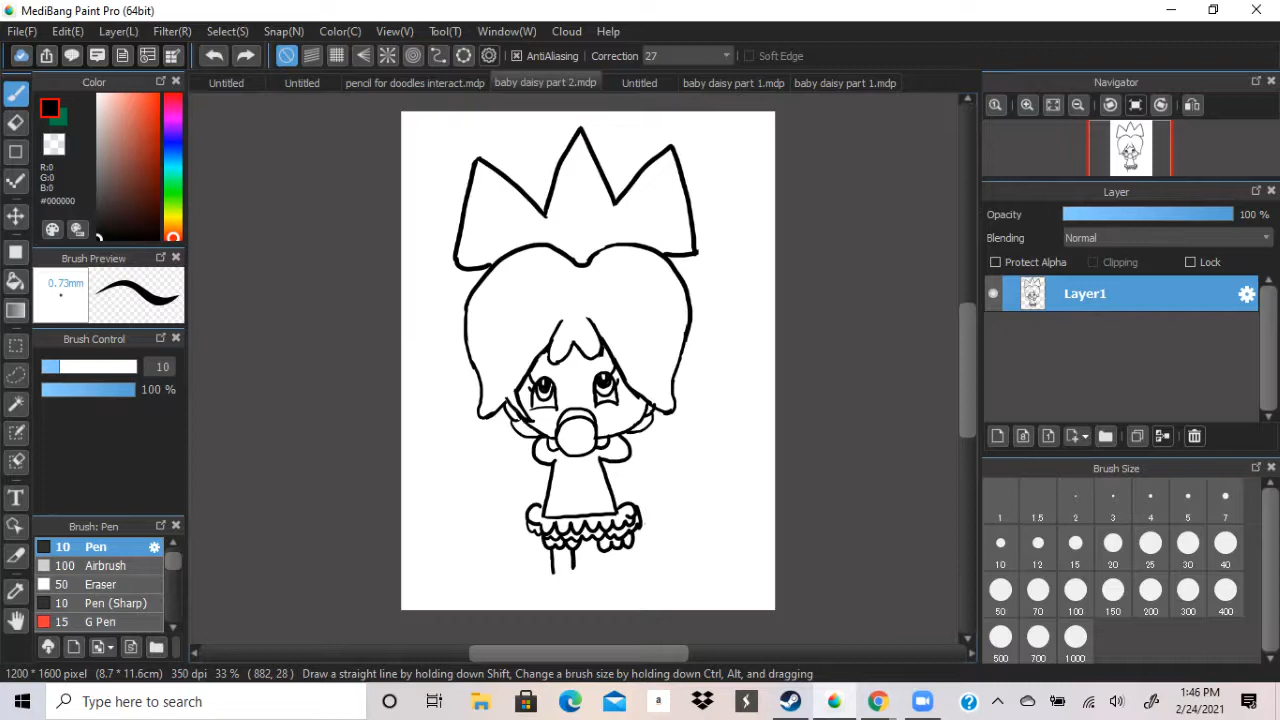 MediBang Paint Pro (64bit)
File(F) Edit(E) Layer(L) Filter(R) Select(S) Snap(N) Color(C) View(V) Tool(T) Window(W) Cloud Help
AntiAliasing Correction 27 Soft Edge
Color
Untitled Untitled pencil for doodles interact.mdp baby daisy part 2.mdp Untitled baby daisy part 1.mdp baby daisy part 1.mdp
Navigator
R:0
G:0
B:0
#000000
Layer
Opacity 100 %
Blending Normal
Brush Preview
Protect Alpha Clipping Lock
0.73mm
Layer1
Brush Control
10
100 %
Brush Size
1 1.5 2 3 4 5 7
10 12 15 20 25 30 40
50 70 100 150 200 300 400
500 700 1000
Brush: Pen
10 Pen
100 Airbrush
50 Eraser
10 Pen (Sharp)
15 G Pen
1200 * 1600 pixel (8.7 * 11.6cm) 350 dpi 33 % ( 882, 28 ) Draw a straight line by holding down Shift, Change a brush size by holding down Ctrl, Alt, and dragging
Type here to search
1:46 PM
2/24/2021